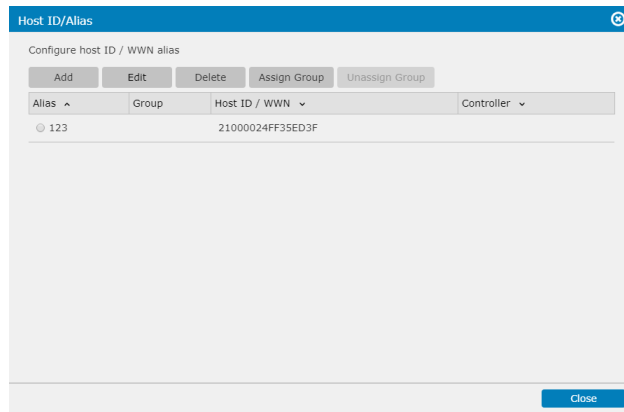 Host ID/Alias
Configure host ID / WWN alias
Add Edit Delete Assign Group Unassign Group
Alias Group Host ID / WWN Controller
123 21000024FF35ED3F
Close